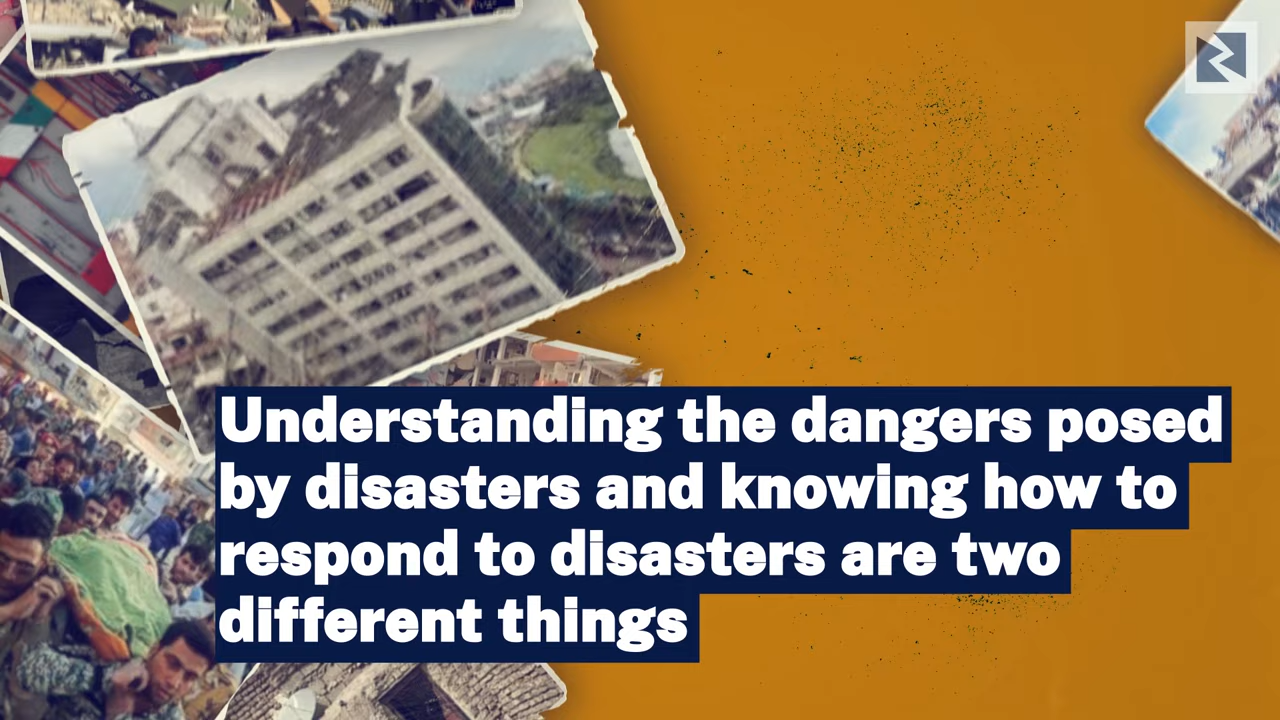 Understanding the dangers posed
by disasters and knowing how to
respond to disasters are two
different things